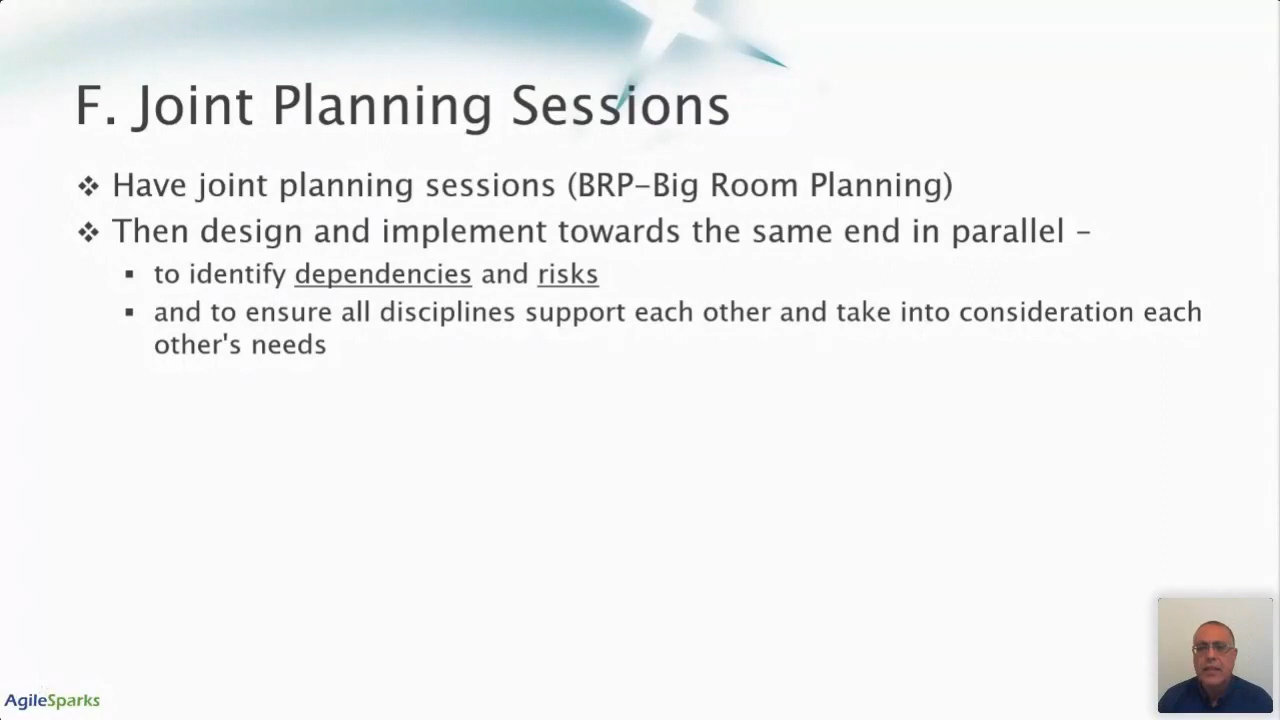 F. Joint Planning Sessions
❖ Have joint planning sessions (BRP-Big Room Planning)
❖ Then design and implement towards the same end in parallel –
▪ to identify dependencies and risks
▪ and to ensure all disciplines support each other and take into consideration each
other's needs
AgileSparks